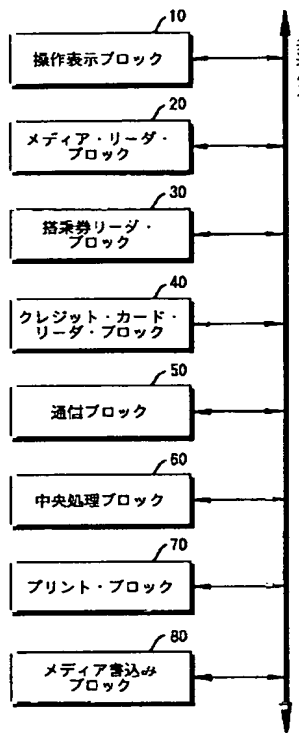 10
操作表示ブロック
20
メディア・リーダ・
ブロック
30
搭乗券リーダ・
ブロック
40
クレジット・カード・
リーダ・ブロック
50
通信ブロック
60
中央処理ブロック
70
プリント・ブロック
80
メディア書込み
ブロック